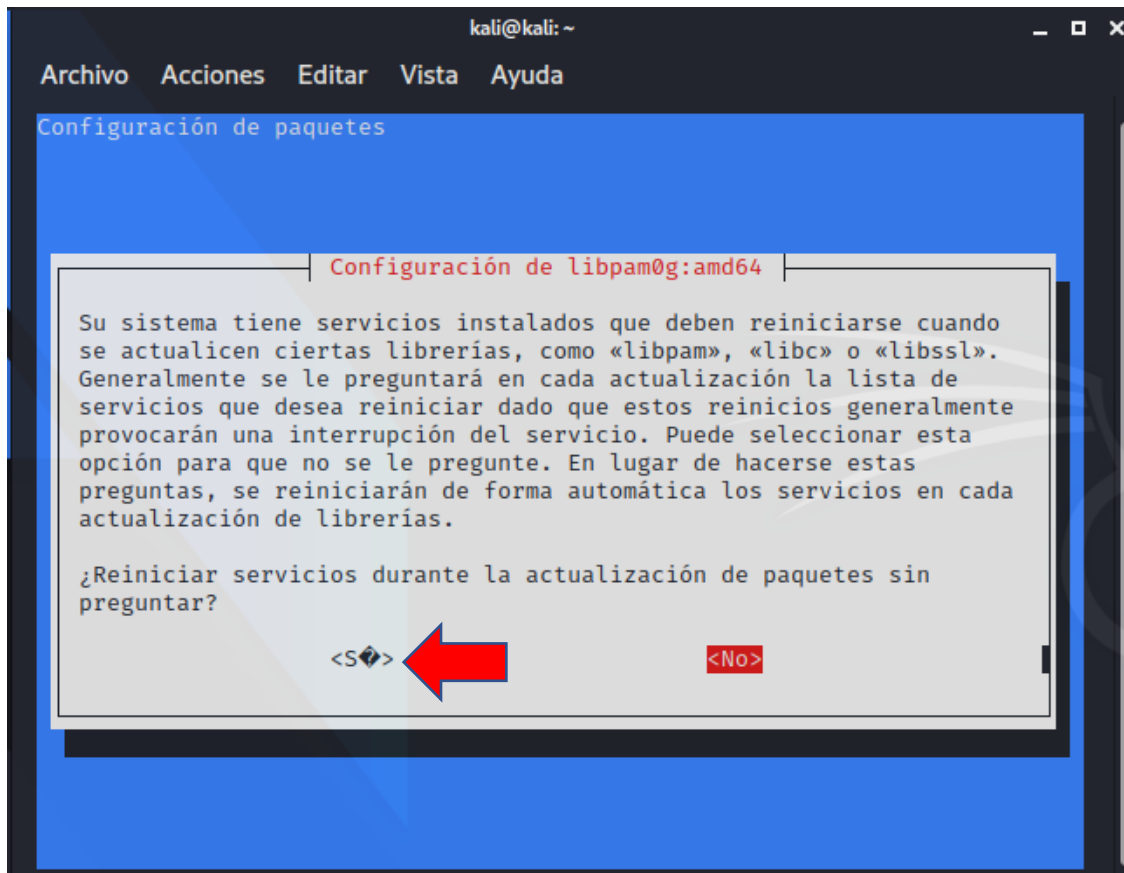 kali@kali: ~
Archivo Acciones Editar Vista Ayuda
Configuración de paquetes
Configuración de libpam0g:amd64
Su sistema tiene servicios instalados que deben reiniciarse cuando
se actualicen ciertas librerías, como «libpam», «libc» o «libssl».
Generalmente se le preguntará en cada actualización la lista de
servicios que desea reiniciar dado que estos reinicios generalmente
provocarán una interrupción del servicio. Puede seleccionar esta
opción para que no se le pregunte. En lugar de hacerse estas
preguntas, se reiniciarán de forma automática los servicios en cada
actualización de librerías.
¿Reiniciar servicios durante la actualización de paquetes sin
preguntar?
<S�> <No>